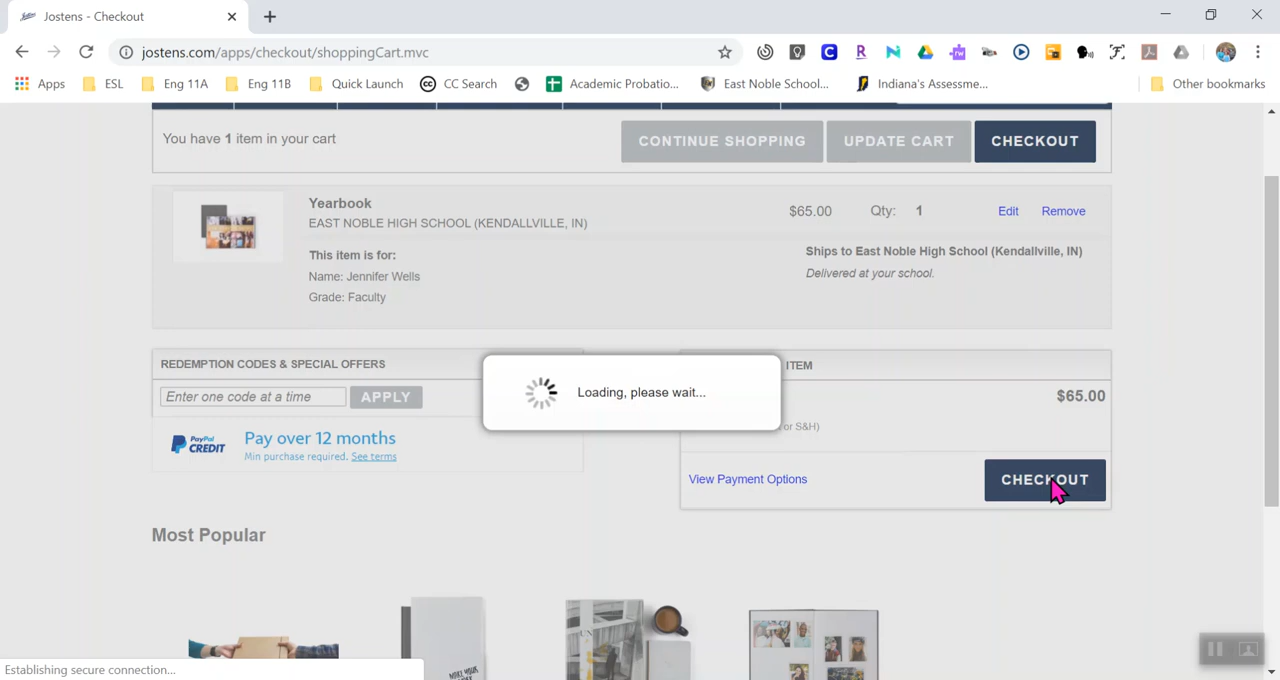 Jostens - Checkout
jostens.com/apps/checkout/shoppingCart.mvc
Apps ESL Eng 11A Eng 11B Quick Launch CC Search Academic Probatio... East Noble School... Indiana's Assessme... Other bookmarks
You have 1 item in your cart
CONTINUE SHOPPING UPDATE CART CHECKOUT
Yearbook
EAST NOBLE HIGH SCHOOL (KENDALLVILLE, IN)
$65.00 Qty: 1 Edit Remove
This item is for:
Name: Jennifer Wells
Grade: Faculty
Ships to East Noble High School (Kendallville, IN)
Delivered at your school.
REDEMPTION CODES & SPECIAL OFFERS
Enter one code at a time APPLY
PayPal CREDIT
Pay over 12 months
Min purchase required. See terms
Loading, please wait...
ITEM
$65.00
or S&H)
View Payment Options CHECKOUT
Most Popular
Establishing secure connection...